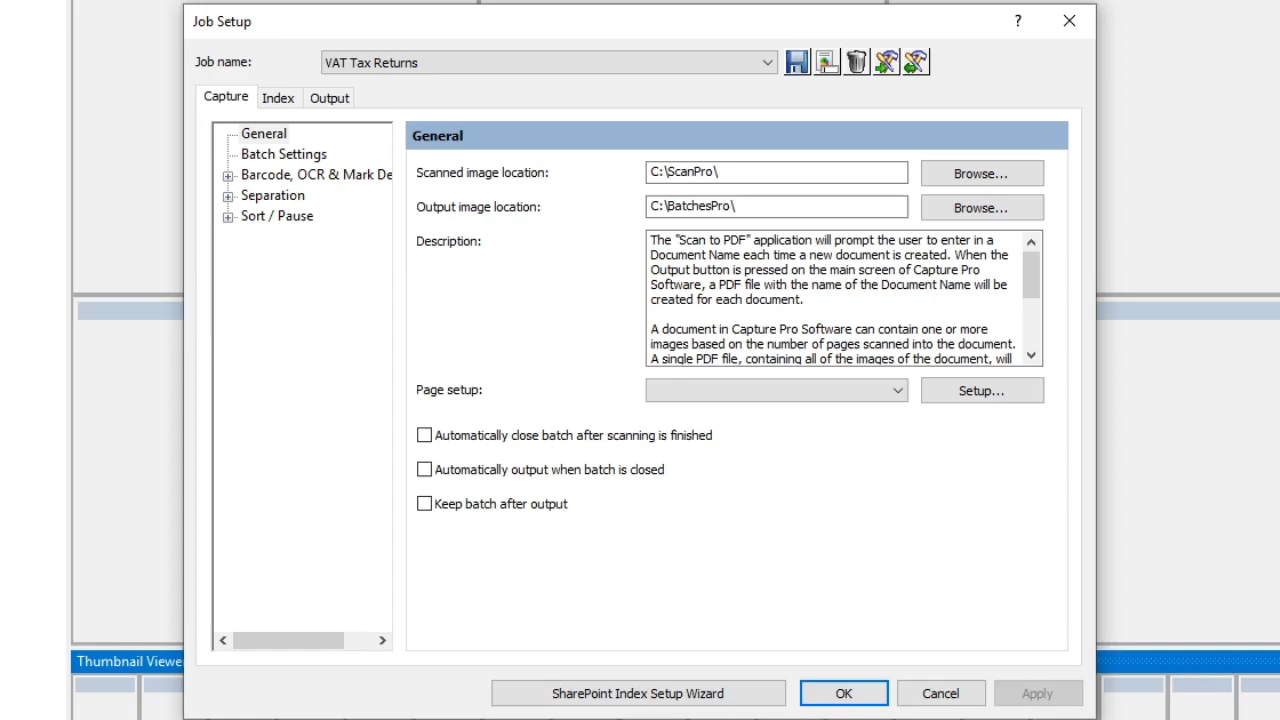 Job Setup
?
Job name:
VAT Tax Returns
Capture
Index
Output
General
Batch Settings
Barcode, OCR & Mark De
Separation
Sort / Pause
General
Scanned image location:
C:\ScanPro\
Browse...
Output image location:
C:\BatchesPro\
Browse...
Description:
The "Scan to PDF" application will prompt the user to enter in a
Document Name each time a new document is created. When the
Output button is pressed on the main screen of Capture Pro
Software, a PDF file with the name of the Document Name will be
created for each document.
A document in Capture Pro Software can contain one or more
images based on the number of pages scanned into the document.
A single PDF file, containing all of the images of the document, will
Page setup:
Setup...
Automatically close batch after scanning is finished
Automatically output when batch is closed
Keep batch after output
Thumbnail Viewer
SharePoint Index Setup Wizard
OK
Cancel
Apply